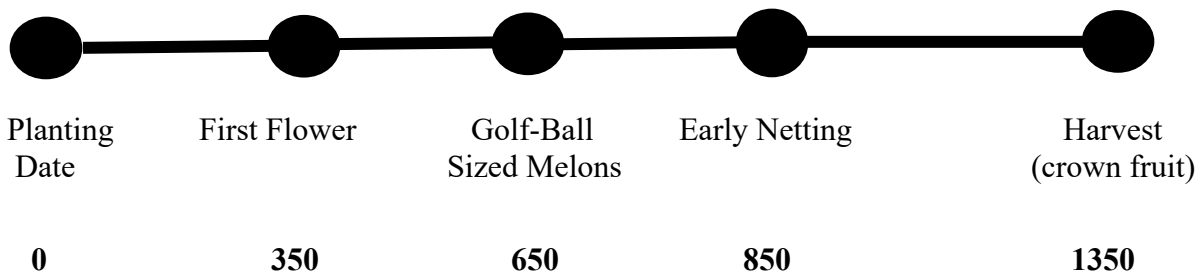 Planting First Flower Golf-Ball Early Netting Harvest
Date Sized Melons (crown fruit)
0 350 650 850 1350